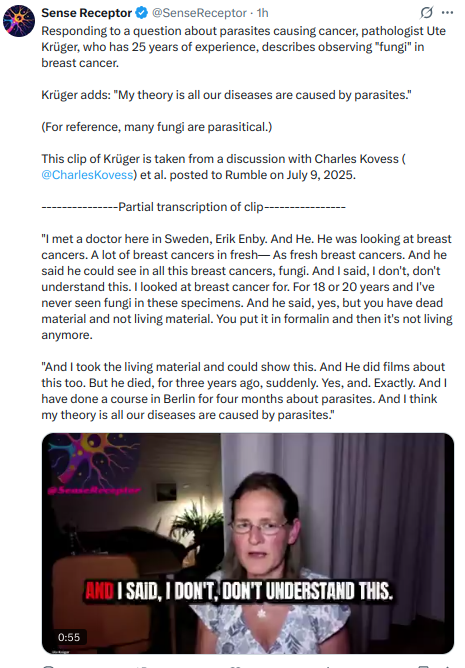 Sense Receptor @SenseReceptor · 1h
Responding to a question about parasites causing cancer, pathologist Ute
Krüger, who has 25 years of experience, describes observing "fungi" in
breast cancer.
Krüger adds: "My theory is all our diseases are caused by parasites."
(For reference, many fungi are parasitical.)
This clip of Krüger is taken from a discussion with Charles Kovess (
@CharlesKovess) et al. posted to Rumble on July 9, 2025.
---------------Partial transcription of clip----------------
"I met a doctor here in Sweden, Erik Enby. And He. He was looking at breast
cancers. A lot of breast cancers in fresh— As fresh breast cancers. And he
said he could see in all this breast cancers, fungi. And I said, I don't, don't
understand this. I looked at breast cancer for. For 18 or 20 years and I've
never seen fungi in these specimens. And he said, yes, but you have dead
material and not living material. You put it in formalin and then it's not living
anymore.
"And I took the living material and could show this. And He did films about
this too. But he died, for three years ago, suddenly. Yes, and. Exactly. And I
have done a course in Berlin for four months about parasites. And I think
my theory is all our diseases are caused by parasites."
@SenseReceptor
AND I SAID, I DON'T, DON'T UNDERSTAND THIS.
0:55